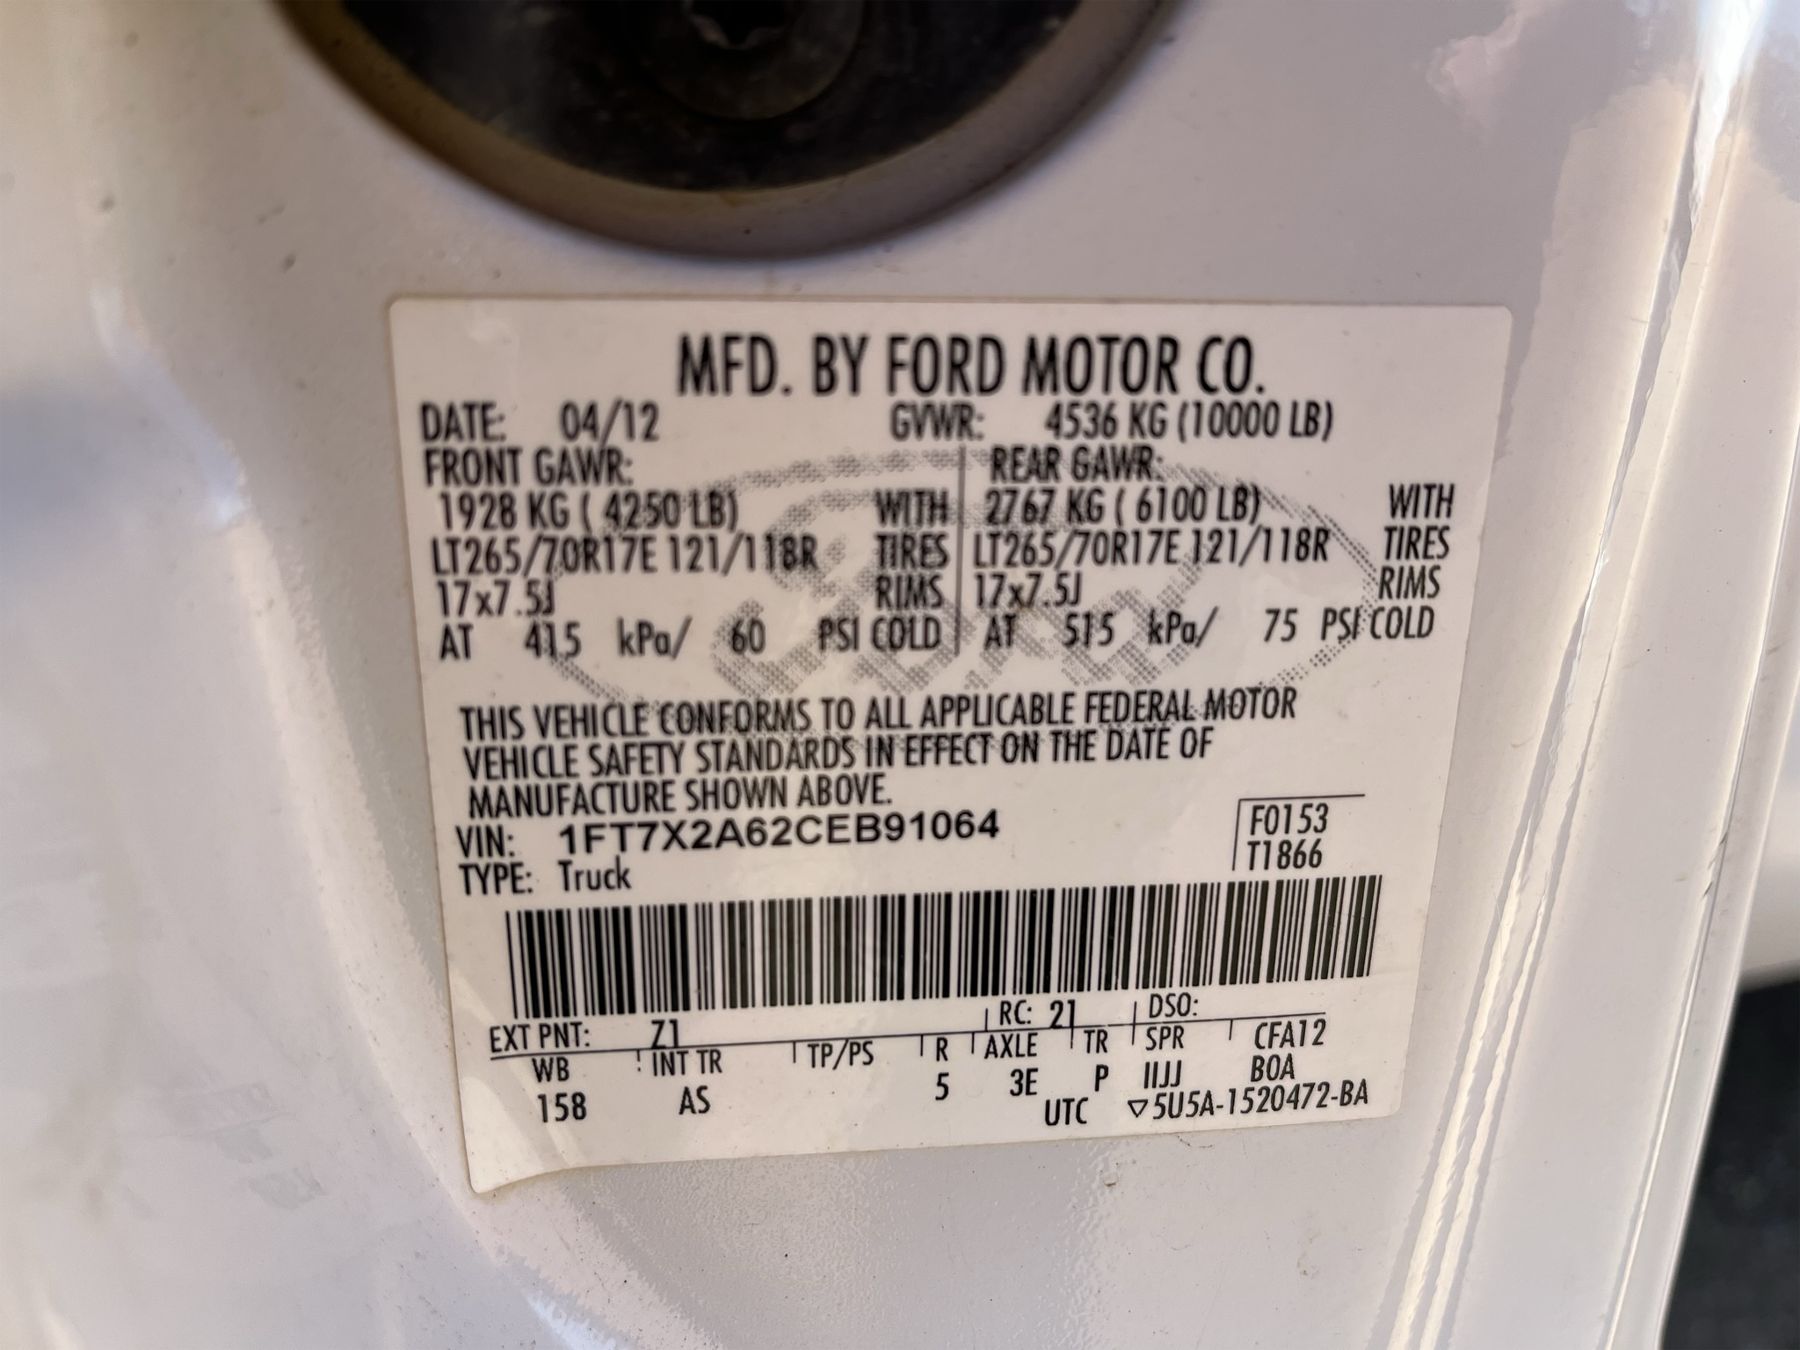 MFD. BY FORD MOTOR CO.
DATE: 04/12 GVWR: 4536 KG (10000 LB)
FRONT GAWR: REAR GAWR:
1928 KG ( 4250 LB) WITH 2767 KG ( 6100 LB) WITH
LT265/70R17E 121/118R TIRES LT265/70R17E 121/118R TIRES
17x7.5J RIMS 17x7.5J RIMS
AT 415 kPa/ 60 PSI COLD AT 515 kPa/ 75 PSI COLD
Ford
THIS VEHICLE CONFORMS TO ALL APPLICABLE FEDERAL MOTOR
VEHICLE SAFETY STANDARDS IN EFFECT ON THE DATE OF
MANUFACTURE SHOWN ABOVE.
VIN: 1FT7X2A62CEB91064 F0153
TYPE: Truck T1866
EXT PNT: Z1 RC: 21 DSO:
WB INT TR TP/PS R AXLE TR SPR CFA12
158 AS 5 3E P IIJJ B0A
UTC ▽5U5A-1520472-BA